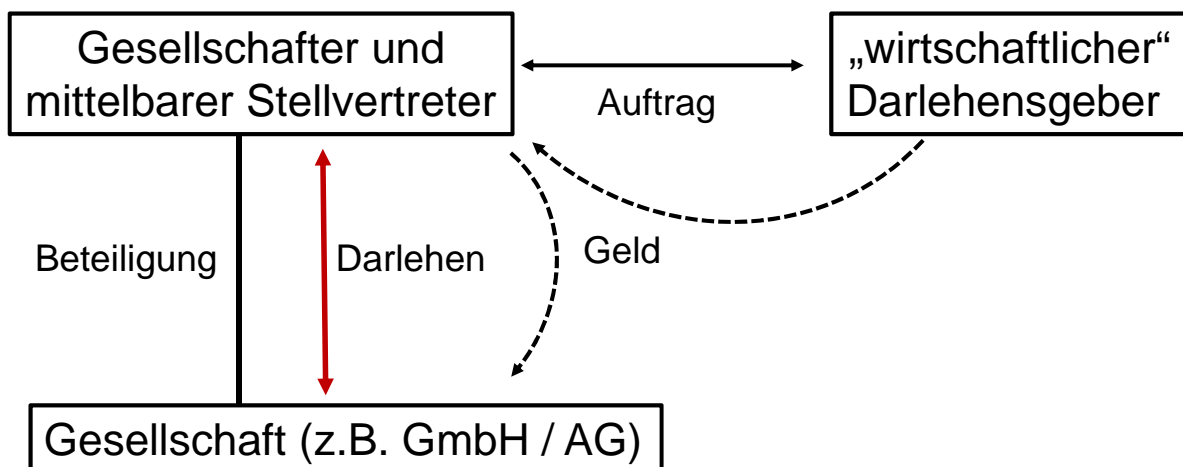 Gesellschafter und
mittelbarer Stellvertreter
„wirtschaftlicher“
Darlehensgeber
Auftrag
Beteiligung
Darlehen
Geld
Gesellschaft (z.B. GmbH / AG)